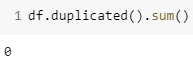 1 df.duplicated().sum()
0